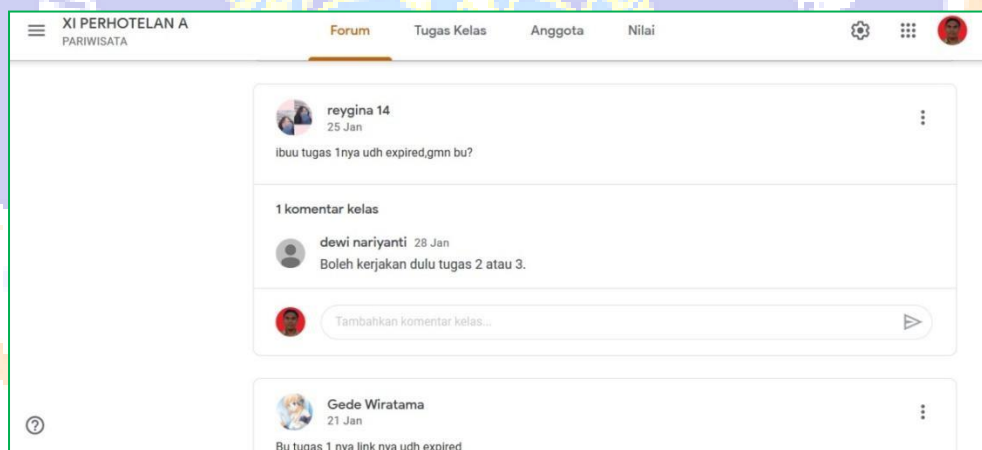 XI PERHOTELAN A
PARIWISATA
Forum Tugas Kelas Anggota Nilai
reygina 14
25 Jan
ibuu tugas 1nya udh expired,gmn bu?
1 komentar kelas
dewi nariyanti 28 Jan
Boleh kerjakan dulu tugas 2 atau 3.
Tambahkan komentar kelas...
Gede Wiratama
21 Jan
Bu tugas 1 nya link nya udh expired